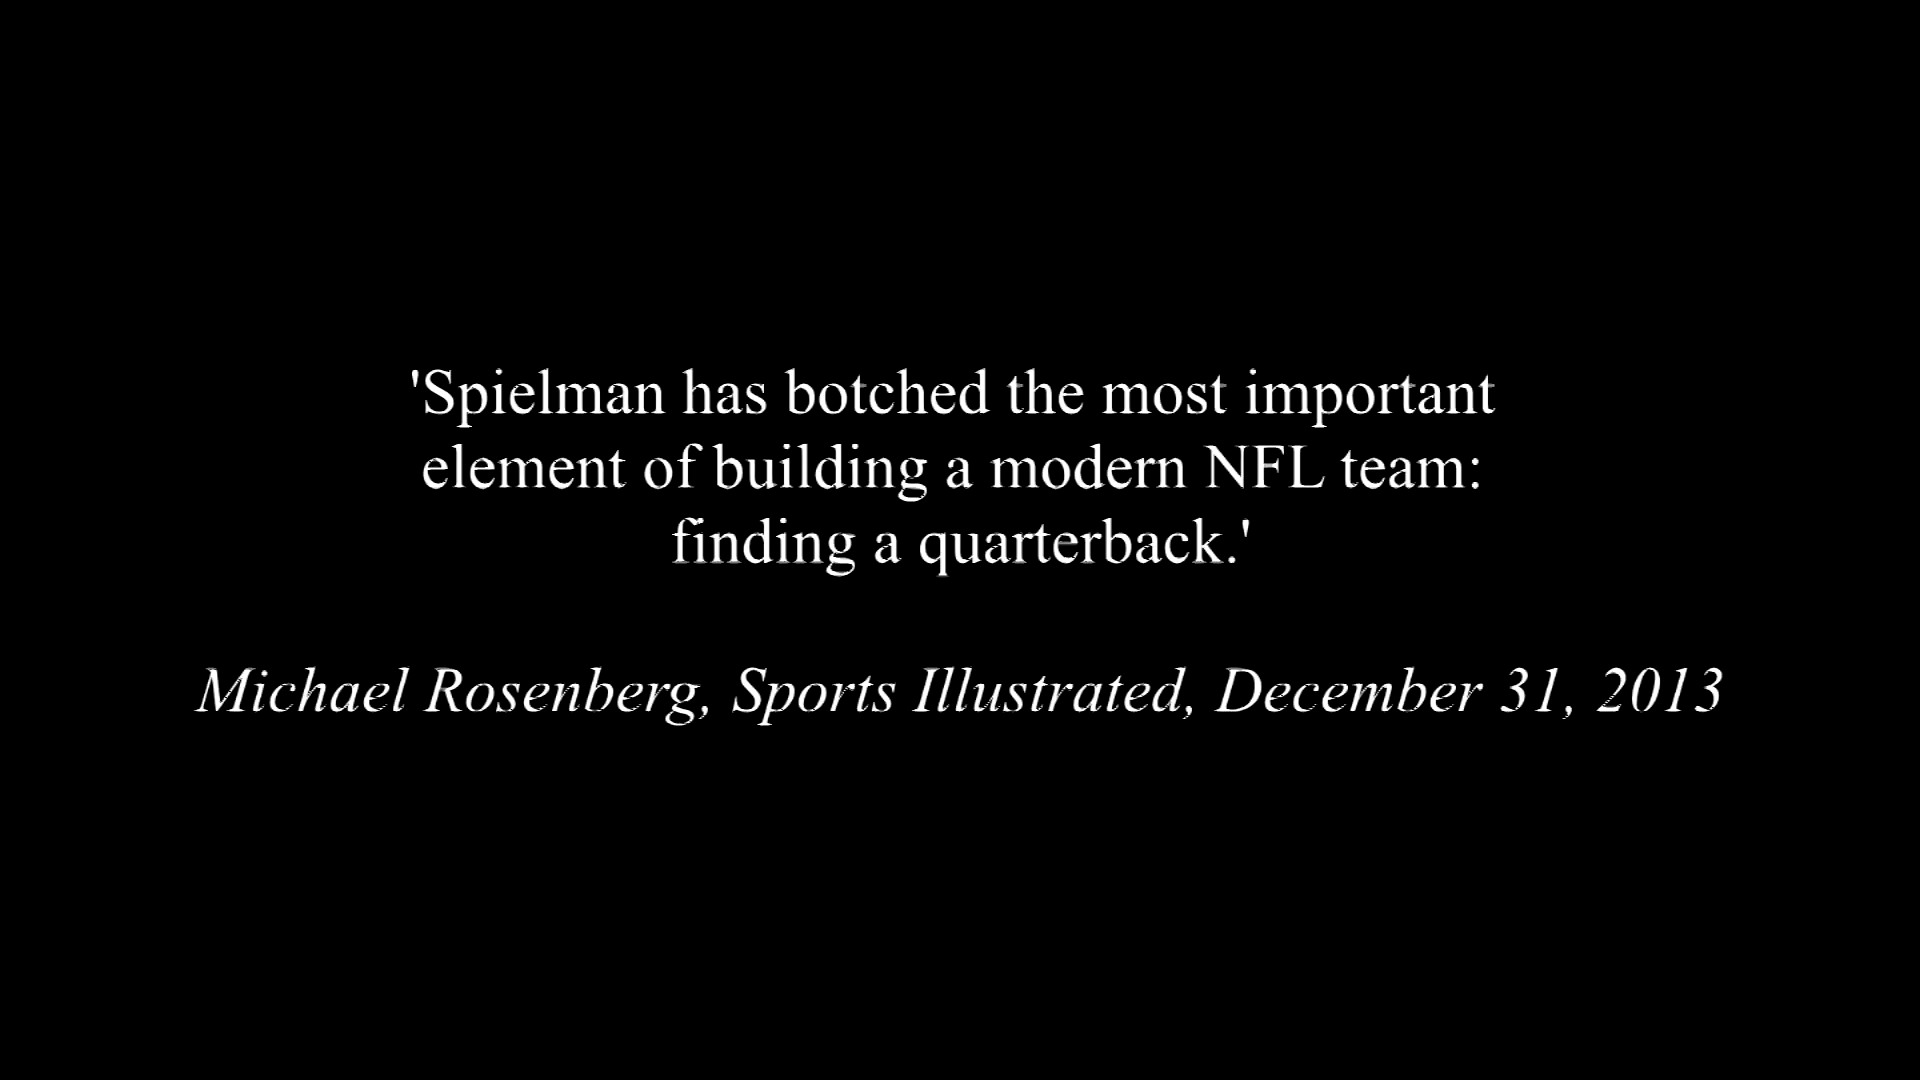 'Spielman has botched the most important
element of building a modern NFL team:
finding a quarterback.'
Michael Rosenberg, Sports Illustrated, December 31, 2013